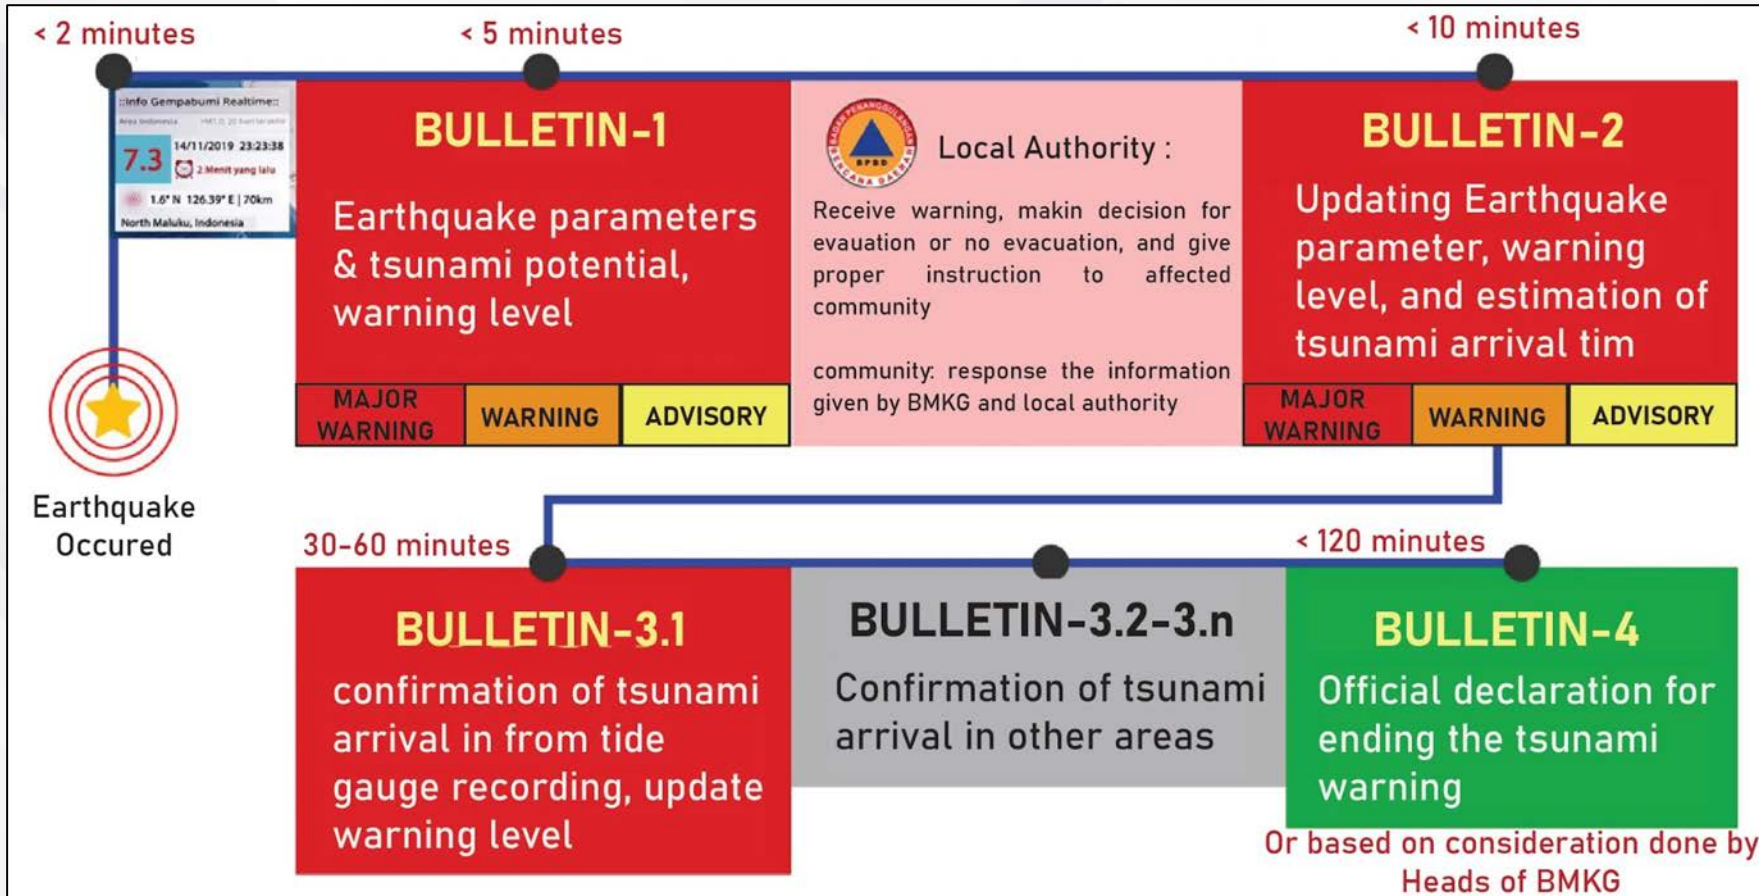 < 2 minutes
< 5 minutes
< 10 minutes
::Info Gempabumi Realtime::
Area Indonesia
7.3
14/11/2019 23:23:38
2 Menit yang lalu
1.6° N 126.39° E | 70km
North Maluku, Indonesia
Earthquake
Occured
BULLETIN-1
Earthquake parameters
& tsunami potential,
warning level
MAJOR
WARNING
WARNING
ADVISORY
BADAN PENANGGULANGAN
BENCANA DAERAH
BPBD
Local Authority :
Receive warning, makin decision for
evauation or no evacuation, and give
proper instruction to affected
community
community: response the information
given by BMKG and local authority
BULLETIN-2
Updating Earthquake
parameter, warning
level, and estimation of
tsunami arrival tim
MAJOR
WARNING
WARNING
ADVISORY
30-60 minutes
< 120 minutes
BULLETIN-3.1
confirmation of tsunami
arrival in from tide
gauge recording, update
warning level
BULLETIN-3.2-3.n
Confirmation of tsunami
arrival in other areas
BULLETIN-4
Official declaration for
ending the tsunami
warning
Or based on consideration done by
Heads of BMKG